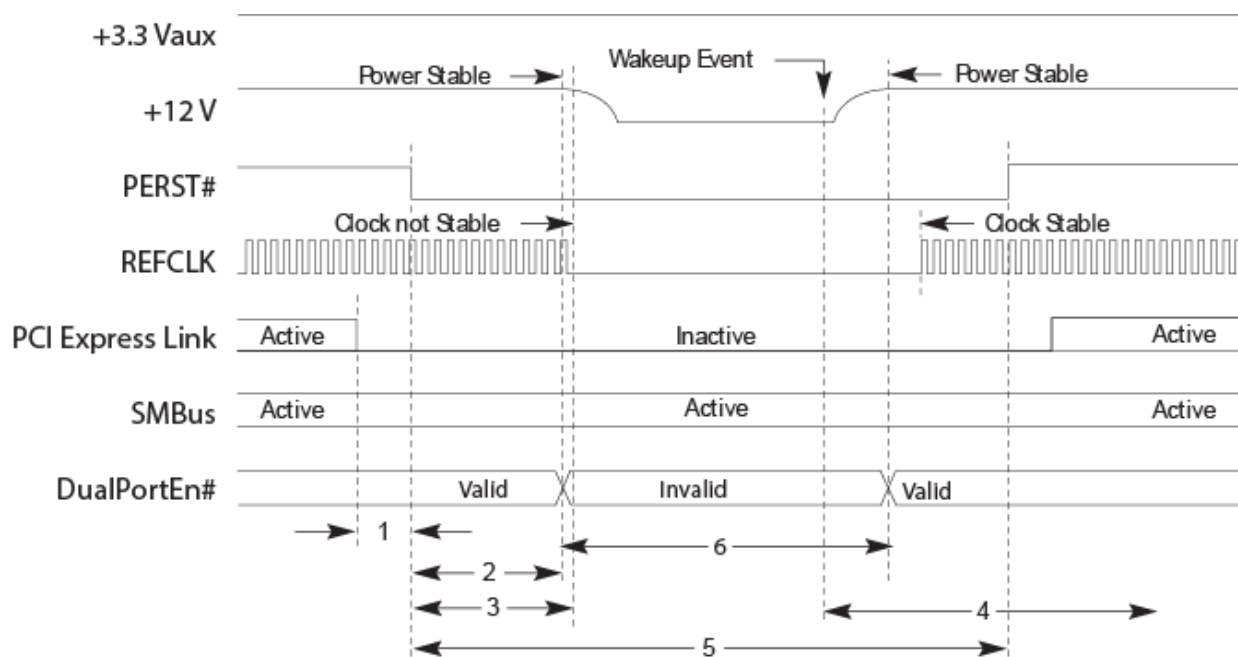 +3.3 Vaux
Wakeup Event
Power Stable
Power Stable
+12 V
PERST#
Clock not Stable
Clock Stable
REFCLK
PCI Express Link
Active
Inactive
Active
SMBus
Active
Active
Active
DualPortEn#
Valid
Invalid
Valid
1
6
2
3
4
5